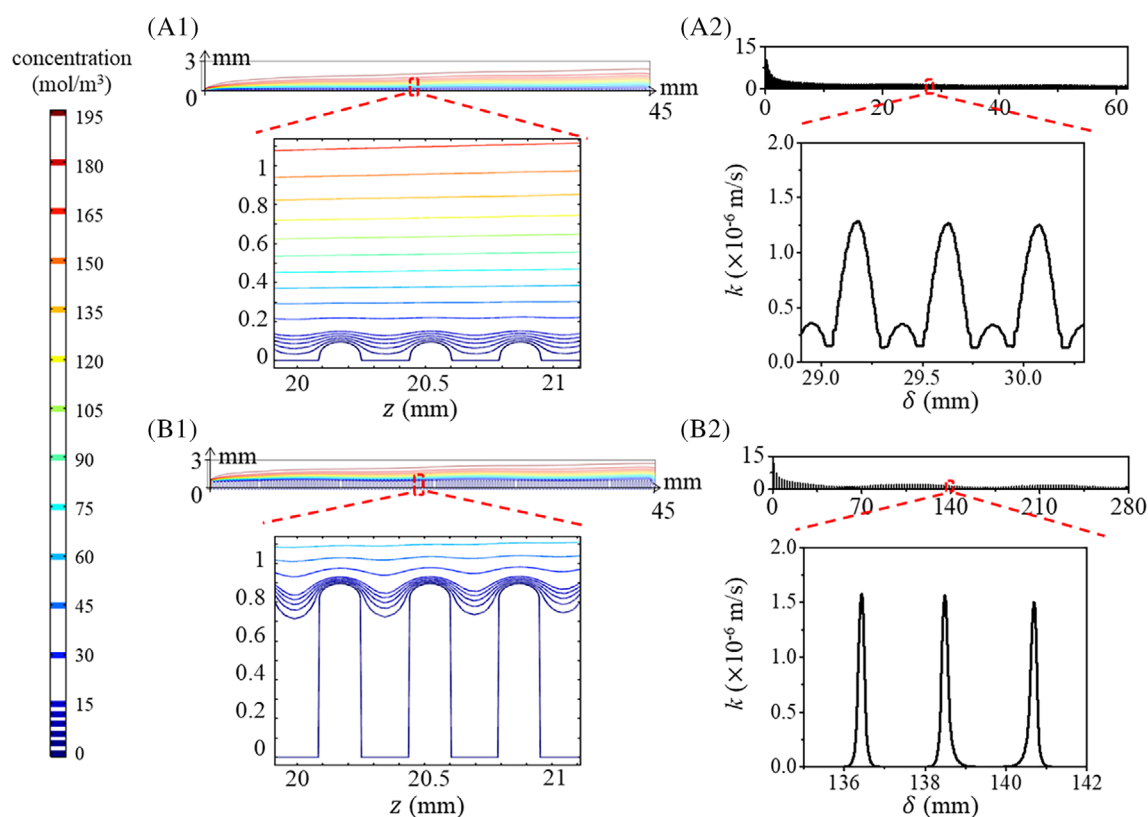 concentration
(mol/m³)
195
180
165
150
135
120
105
90
75
60
45
30
15
0
(A1)
3 mm
0 mm
45
1
0.8
0.6
0.4
0.2
0
20 20.5 21
z (mm)
(A2)
15
0
0 20 40 60
2.0
1.5
1.0
0.5
0.0
k (×10⁻⁶ m/s)
29.0 29.5 30.0
δ (mm)
(B1)
3 mm
0 mm
45
1
0.8
0.6
0.4
0.2
0
20 20.5 21
z (mm)
(B2)
15
0
0 70 140 210 280
2.0
1.5
1.0
0.5
0.0
k (×10⁻⁶ m/s)
136 138 140 142
δ (mm)